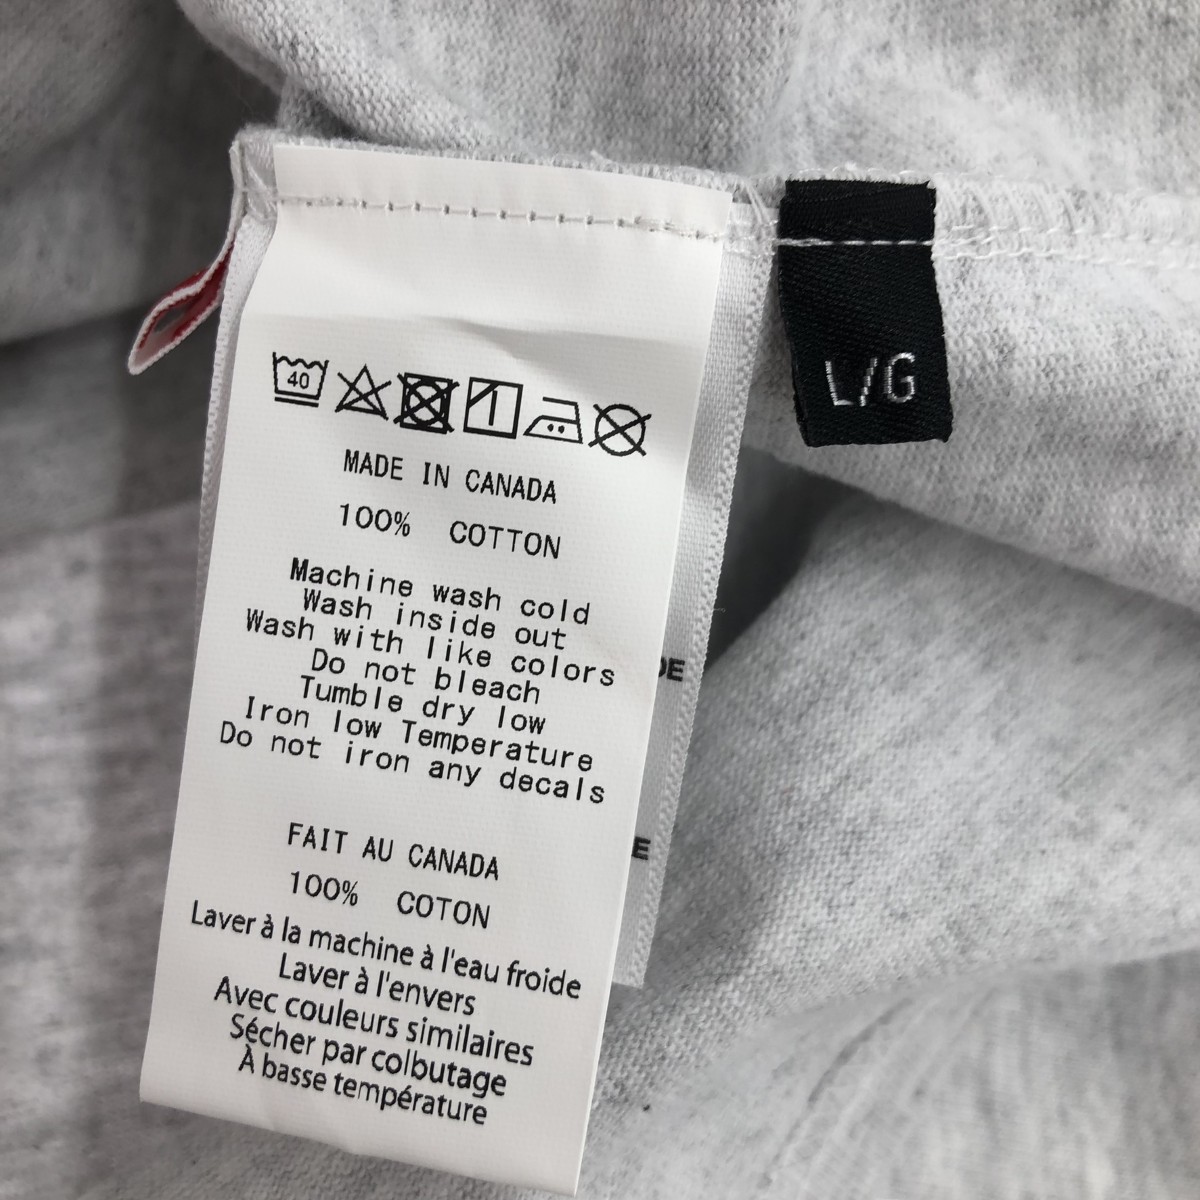 40
MADE IN CANADA
100% COTTON
Machine wash cold
Wash inside out
Wash with like colors
Do not bleach
Tumble dry low
Iron low Temperature
Do not iron any decals
FAIT AU CANADA
100% COTON
Laver à la machine à l'eau froide
Laver à l'envers
Avec couleurs similaires
Sécher par colbutage
À basse température
L/G